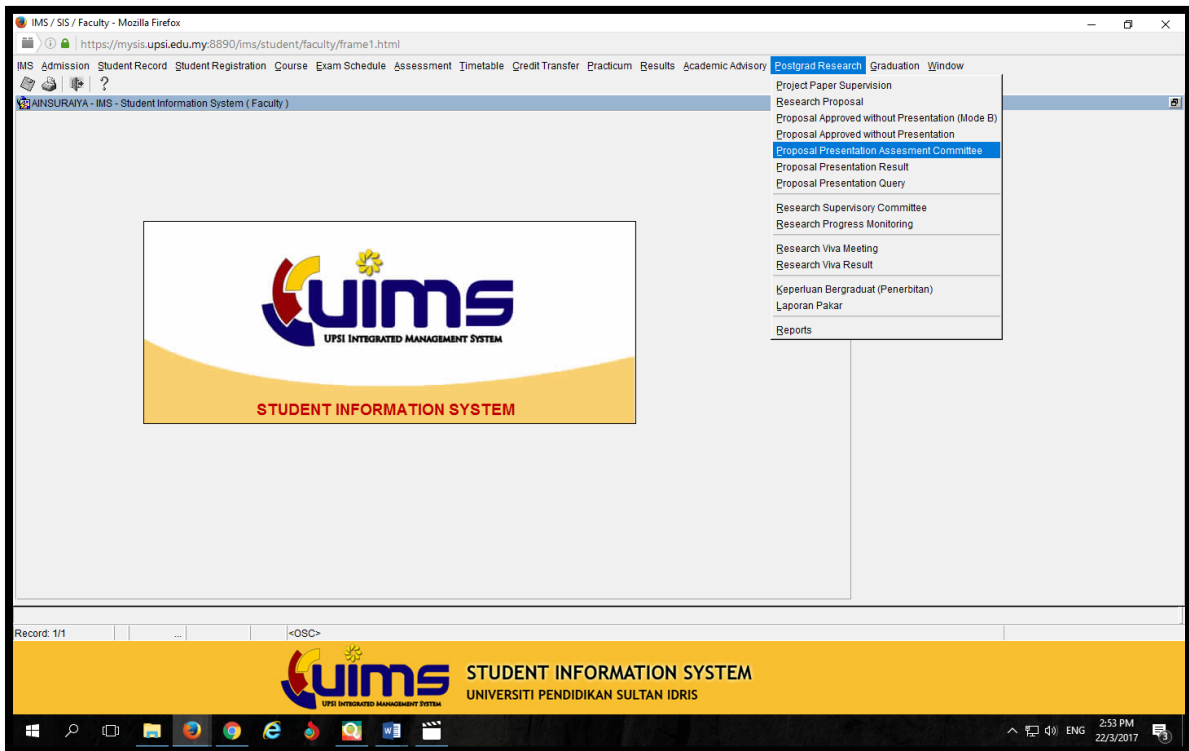 IMS / SIS / Faculty - Mozilla Firefox
https://mysis.upsi.edu.my:8890/ims/student/faculty/frame1.html
IMS Admission Student Record Student Registration Course Exam Schedule Assessment Timetable Credit Transfer Practicum Results Academic Advisory Postgrad Research Graduation Window
AINSURAIYA - IMS - Student Information System ( Faculty )
Project Paper Supervision
Research Proposal
Proposal Approved without Presentation (Mode B)
Proposal Approved without Presentation
Proposal Presentation Assesment Committee
Proposal Presentation Result
Proposal Presentation Query
Research Supervisory Committee
Research Progress Monitoring
Research Viva Meeting
Research Viva Result
Keperluan Bergraduat (Penerbitan)
Laporan Pakar
Reports
uims
UPSI INTEGRATED MANAGEMENT SYSTEM
STUDENT INFORMATION SYSTEM
Record: 1/1 ... <OSC>
uims
UPSI INTEGRATED MANAGEMENT SYSTEM
STUDENT INFORMATION SYSTEM
UNIVERSITI PENDIDIKAN SULTAN IDRIS
ENG
2:53 PM
22/3/2017
3